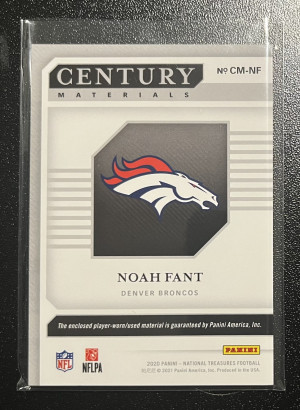 CENTURY
MATERIALS
Nº CM-NF
NOAH FANT
DENVER BRONCOS
The enclosed player-worn/used material is guaranteed by Panini America, Inc.
PANINI
NFL
NFLPA
2020 PANINI - NATIONAL TREASURES FOOTBALL
© 2021 Panini America, Inc. Produced in the USA.